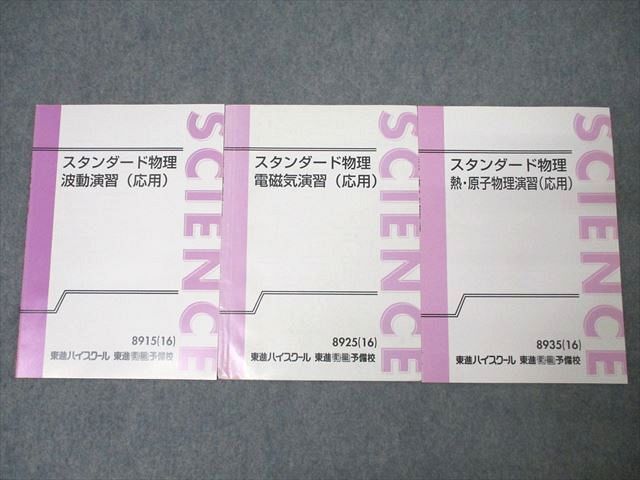 スタンダード物理
波動演習（応用）
SCIENCE
8915(16)
東進ハイスクール 東進衛星予備校
スタンダード物理
電磁気演習（応用）
SCIENCE
8925(16)
東進ハイスクール 東進衛星予備校
スタンダード物理
熱・原子物理演習(応用)
SCIENCE
8935(16)
東進ハイスクール 東進衛星予備校